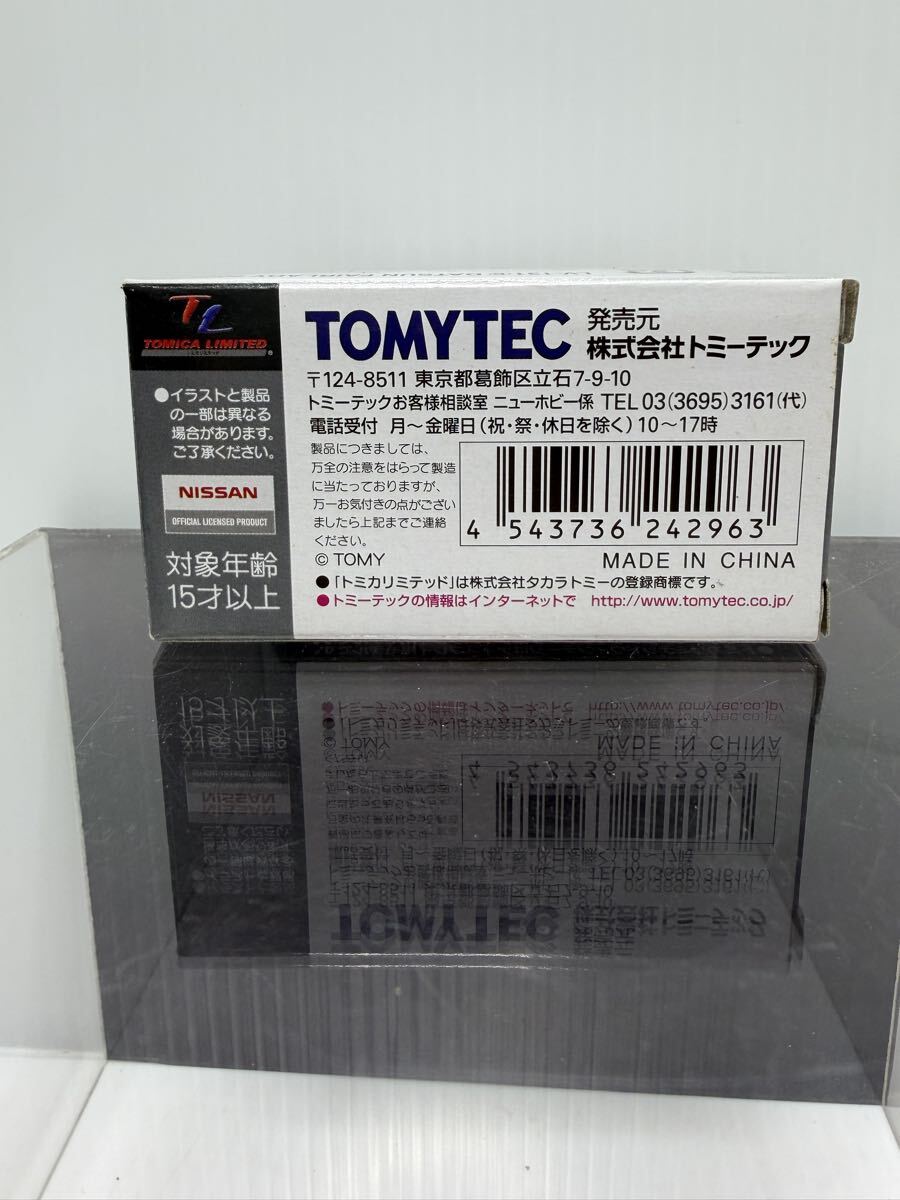 TL
TOMICA LIMITED
●イラストと製品
の一部は異なる
場合があります。
ご了承ください。
NISSAN
OFFICIAL LICENSED PRODUCT
対象年齢
15才以上
TOMYTEC
発売元
株式会社トミーテック
〒124-8511 東京都葛飾区立石7-9-10
トミーテックお客様相談室 ニューホビー係 TEL 03(3695)3161(代)
電話受付 月～金曜日(祝・祭・休日を除く)10～17時
製品につきましては、
万全の注意をはらって製造
に当たっておりますが、
万一お気付きの点がござい
ましたら上記までご連絡
ください。
© TOMY
4 543736 242963
MADE IN CHINA
●「トミカリミテッド」は株式会社タカラトミーの登録商標です。
●トミーテックの情報はインターネットで http://www.tomytec.co.jp/